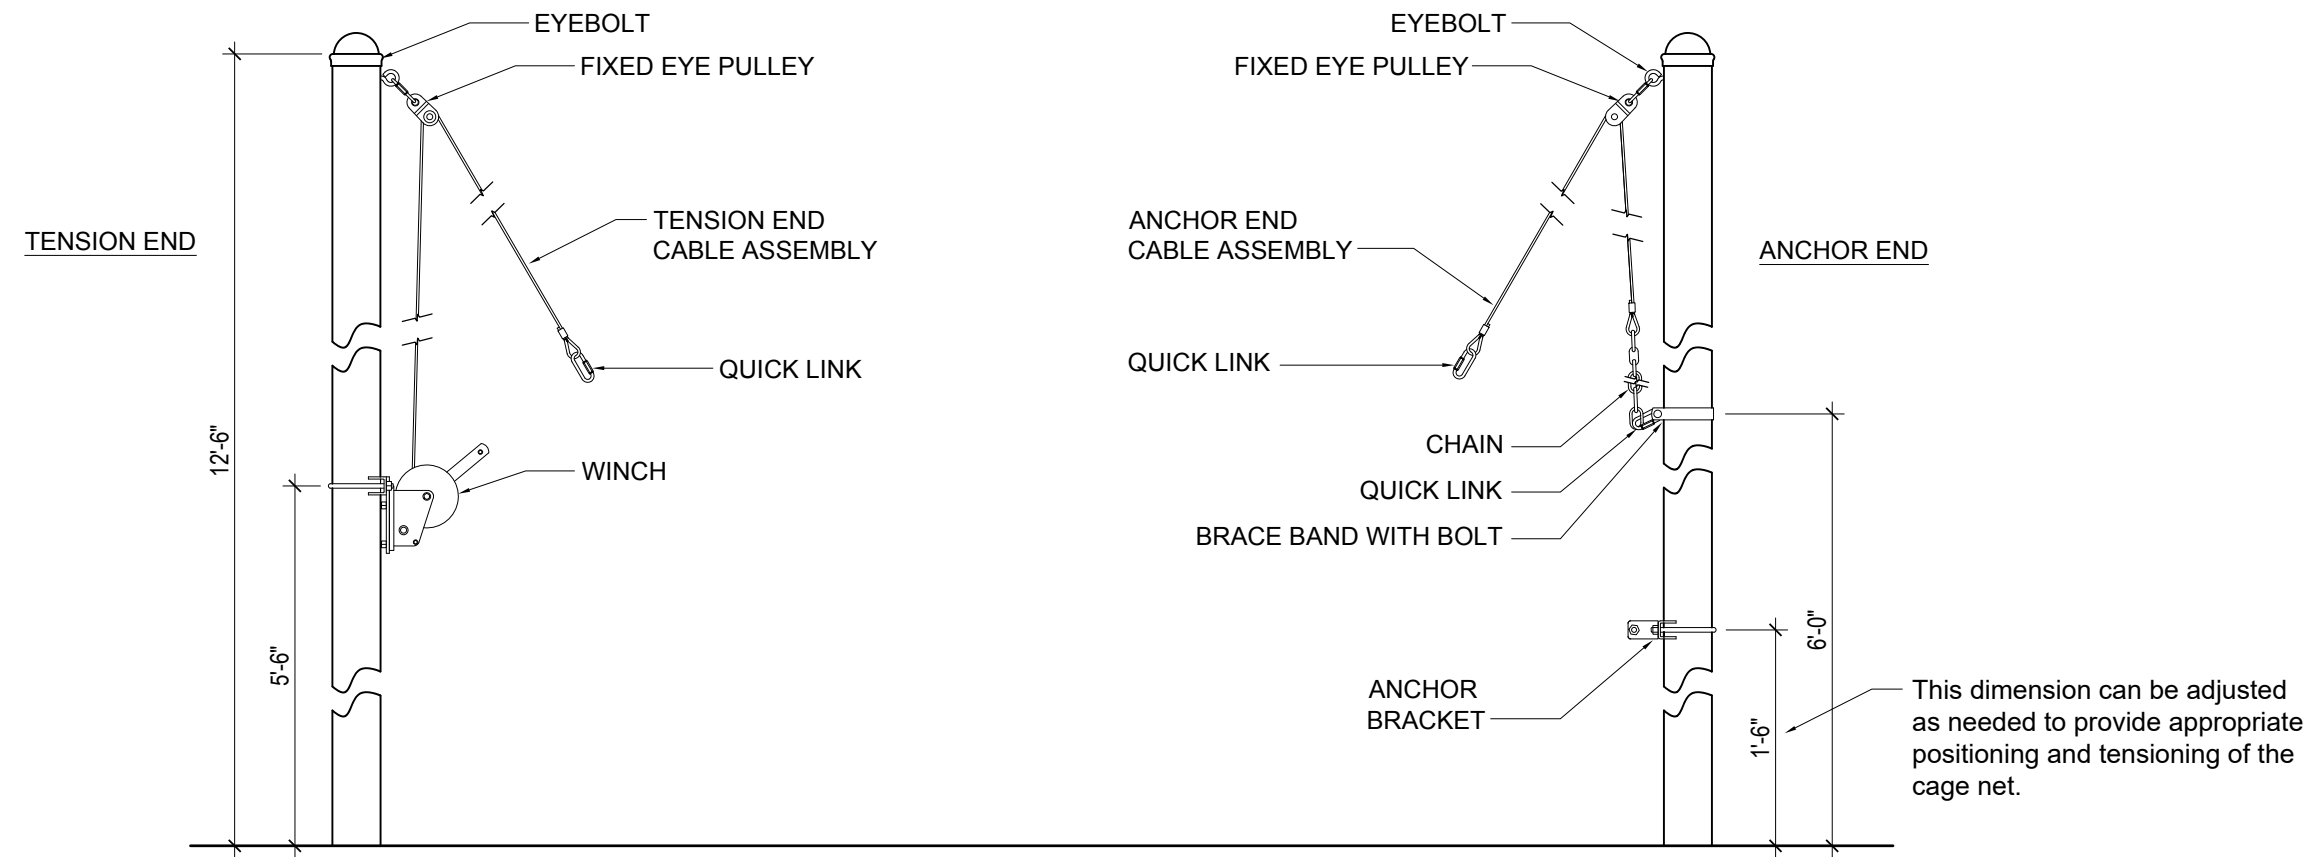 EYEBOLT
FIXED EYE PULLEY
TENSION END
CABLE ASSEMBLY
TENSION END
QUICK LINK
12'-6"
WINCH
5'-6"
EYEBOLT
FIXED EYE PULLEY
ANCHOR END
CABLE ASSEMBLY
ANCHOR END
QUICK LINK
CHAIN
QUICK LINK
BRACE BAND WITH BOLT
6'-0"
ANCHOR
BRACKET
1'-6"
This dimension can be adjusted
as needed to provide appropriate
positioning and tensioning of the
cage net.